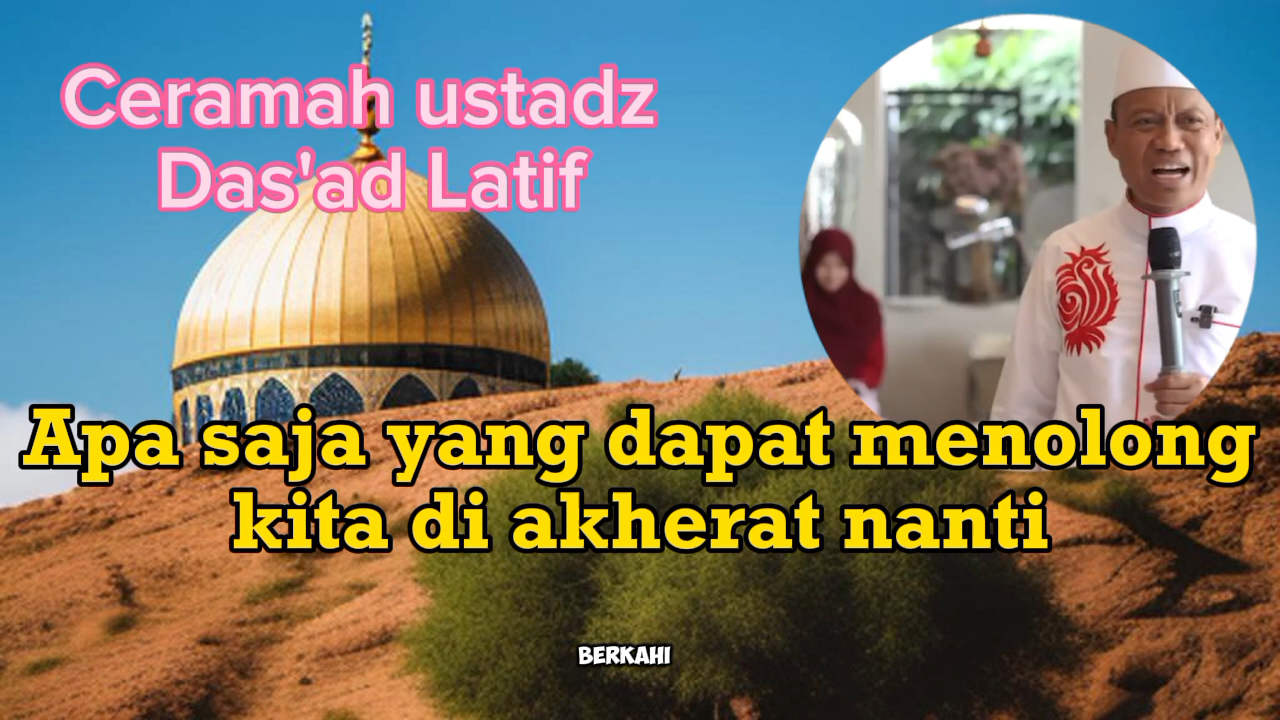 Ceramah ustadz
Das'ad Latif
Apa saja yang dapat menolong
kita di akherat nanti
BERKAHI